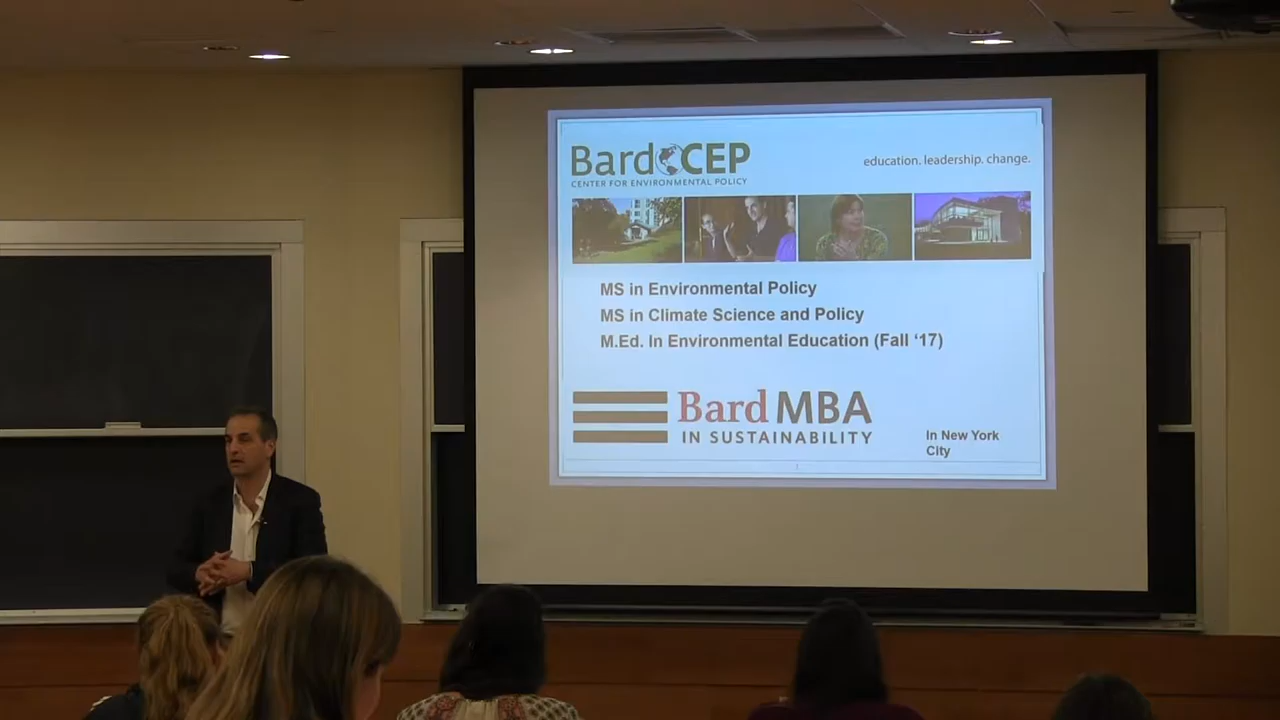 Bard CEP
CENTER FOR ENVIRONMENTAL POLICY
education. leadership. change.
MS in Environmental Policy
MS in Climate Science and Policy
M.Ed. In Environmental Education (Fall ‘17)
Bard MBA
IN SUSTAINABILITY
In New York
City